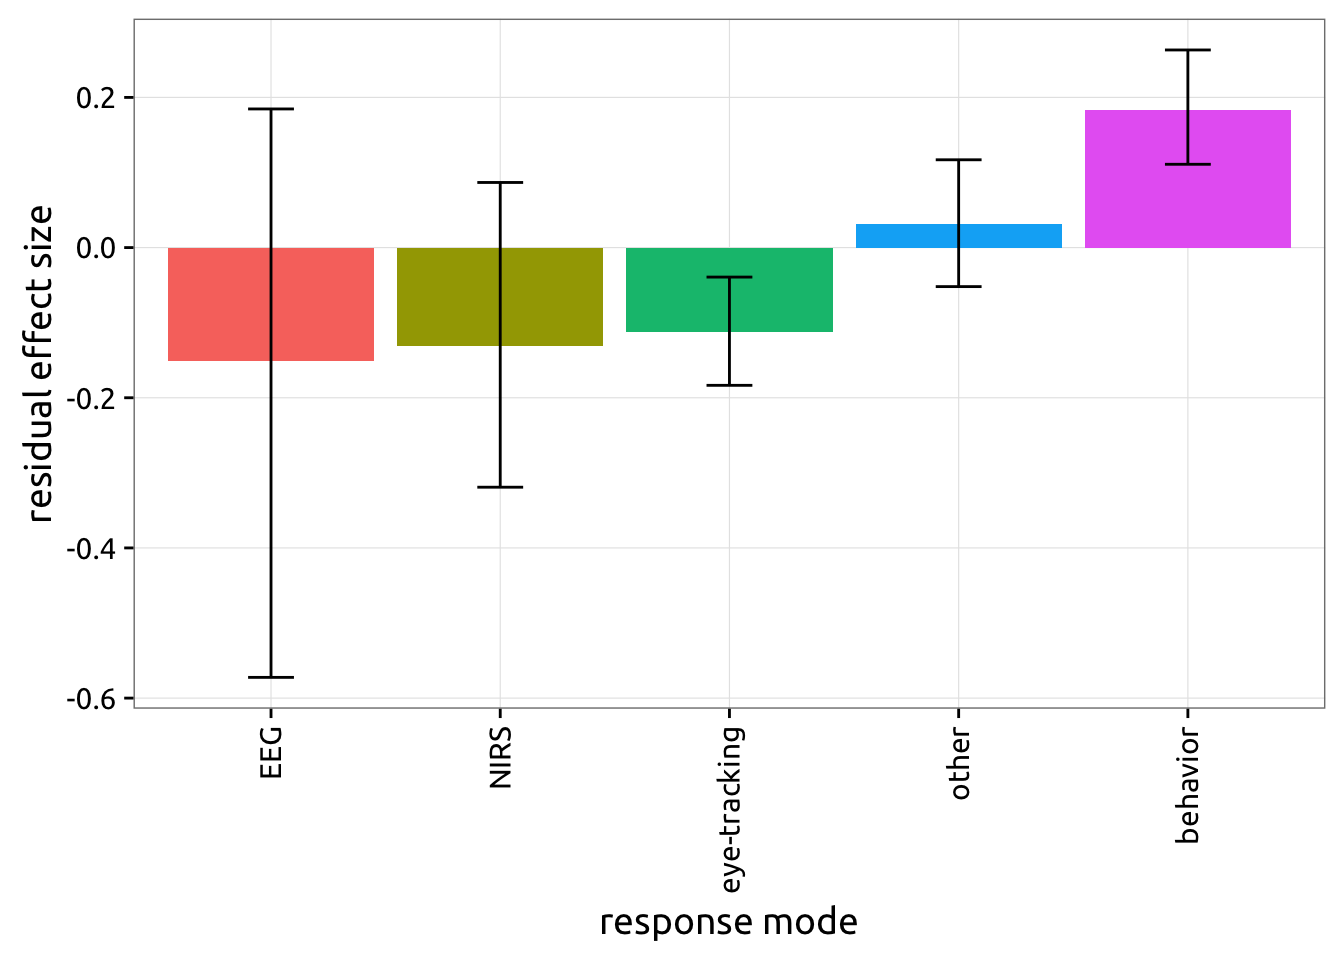 residual effect size
0.2
0.0
-0.2
-0.4
-0.6
EEG
NIRS
eye-tracking
other
behavior
response mode